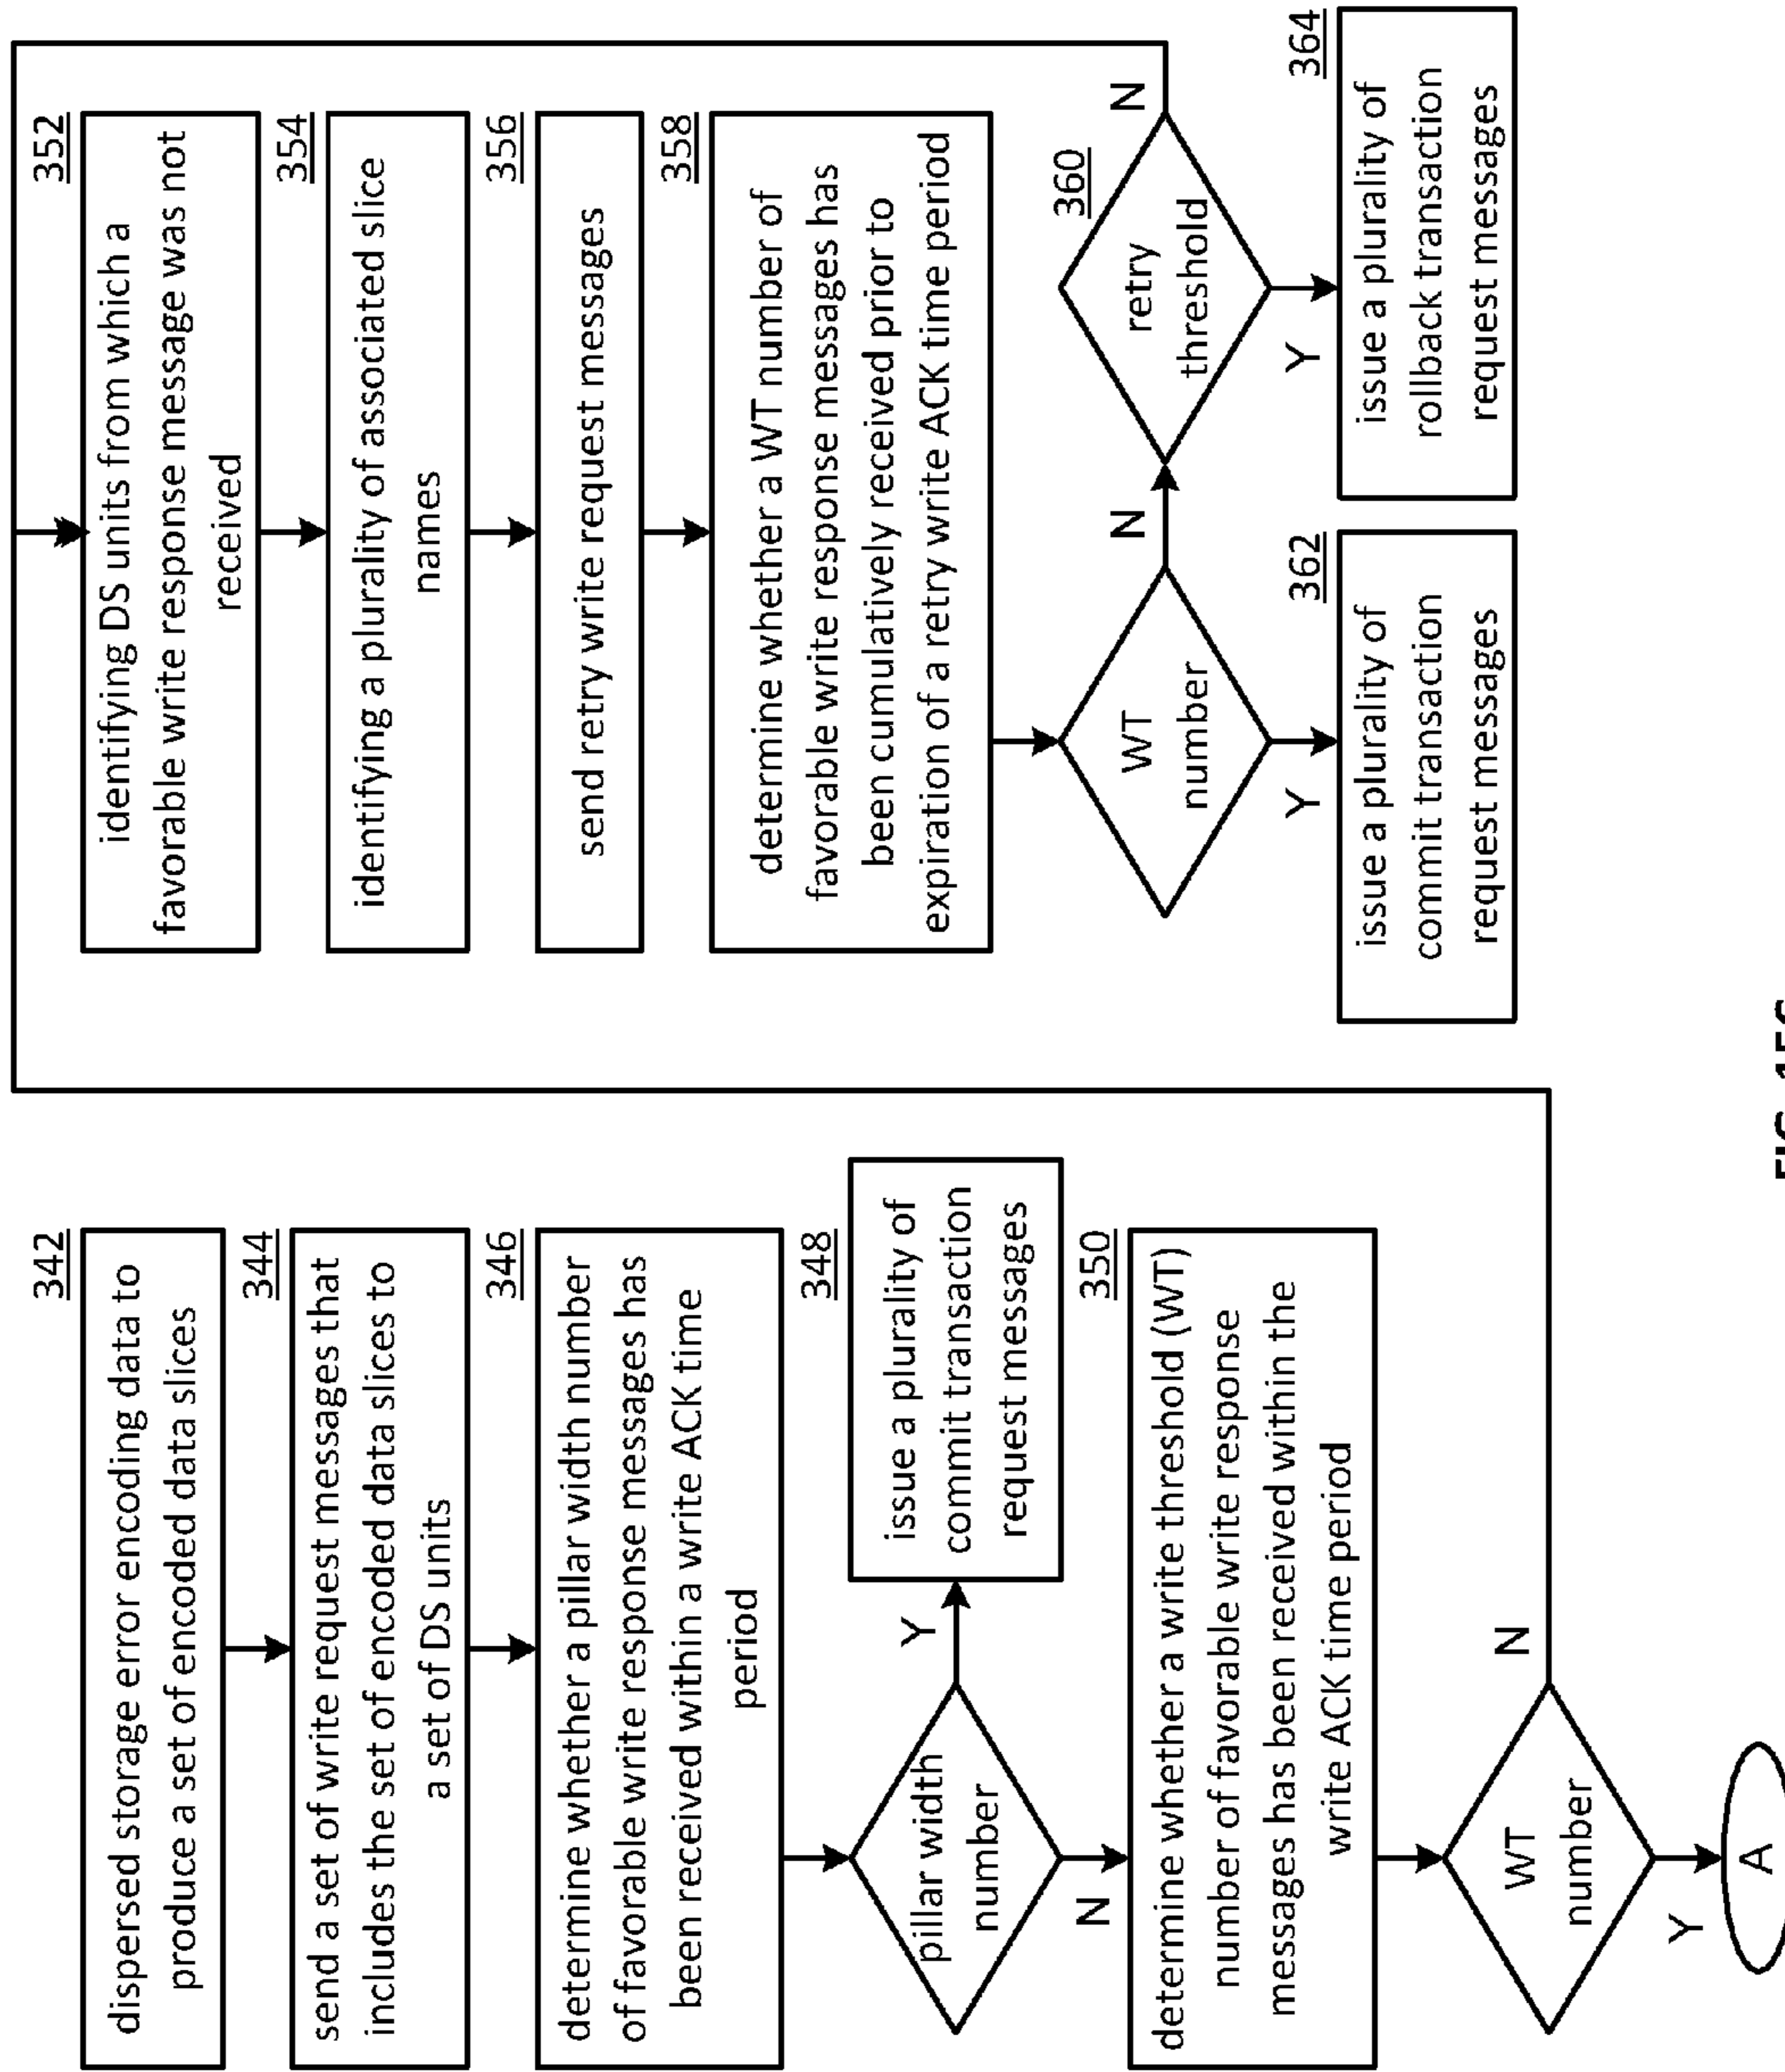 342
dispersed storage error encoding data to
produce a set of encoded data slices
344
send a set of write request messages that
includes the set of encoded data slices to
a set of DS units
346
determine whether a pillar width number
of favorable write response messages has
been received within a write ACK time
period
pillar width
number
Y
N
348
issue a plurality of
commit transaction
request messages
350
determine whether a write threshold (WT)
number of favorable write response
messages has been received within the
write ACK time period
WT
number
N
Y
A
352
identifying DS units from which a
favorable write response message was not
received
354
identifying a plurality of associated slice
names
356
send retry write request messages
358
determine whether a WT number of
favorable write response messages has
been cumulatively received prior to
expiration of a retry write ACK time period
WT
number
N
Y
360
retry
threshold
N
Y
362
issue a plurality of
commit transaction
request messages
364
issue a plurality of
rollback transaction
request messages